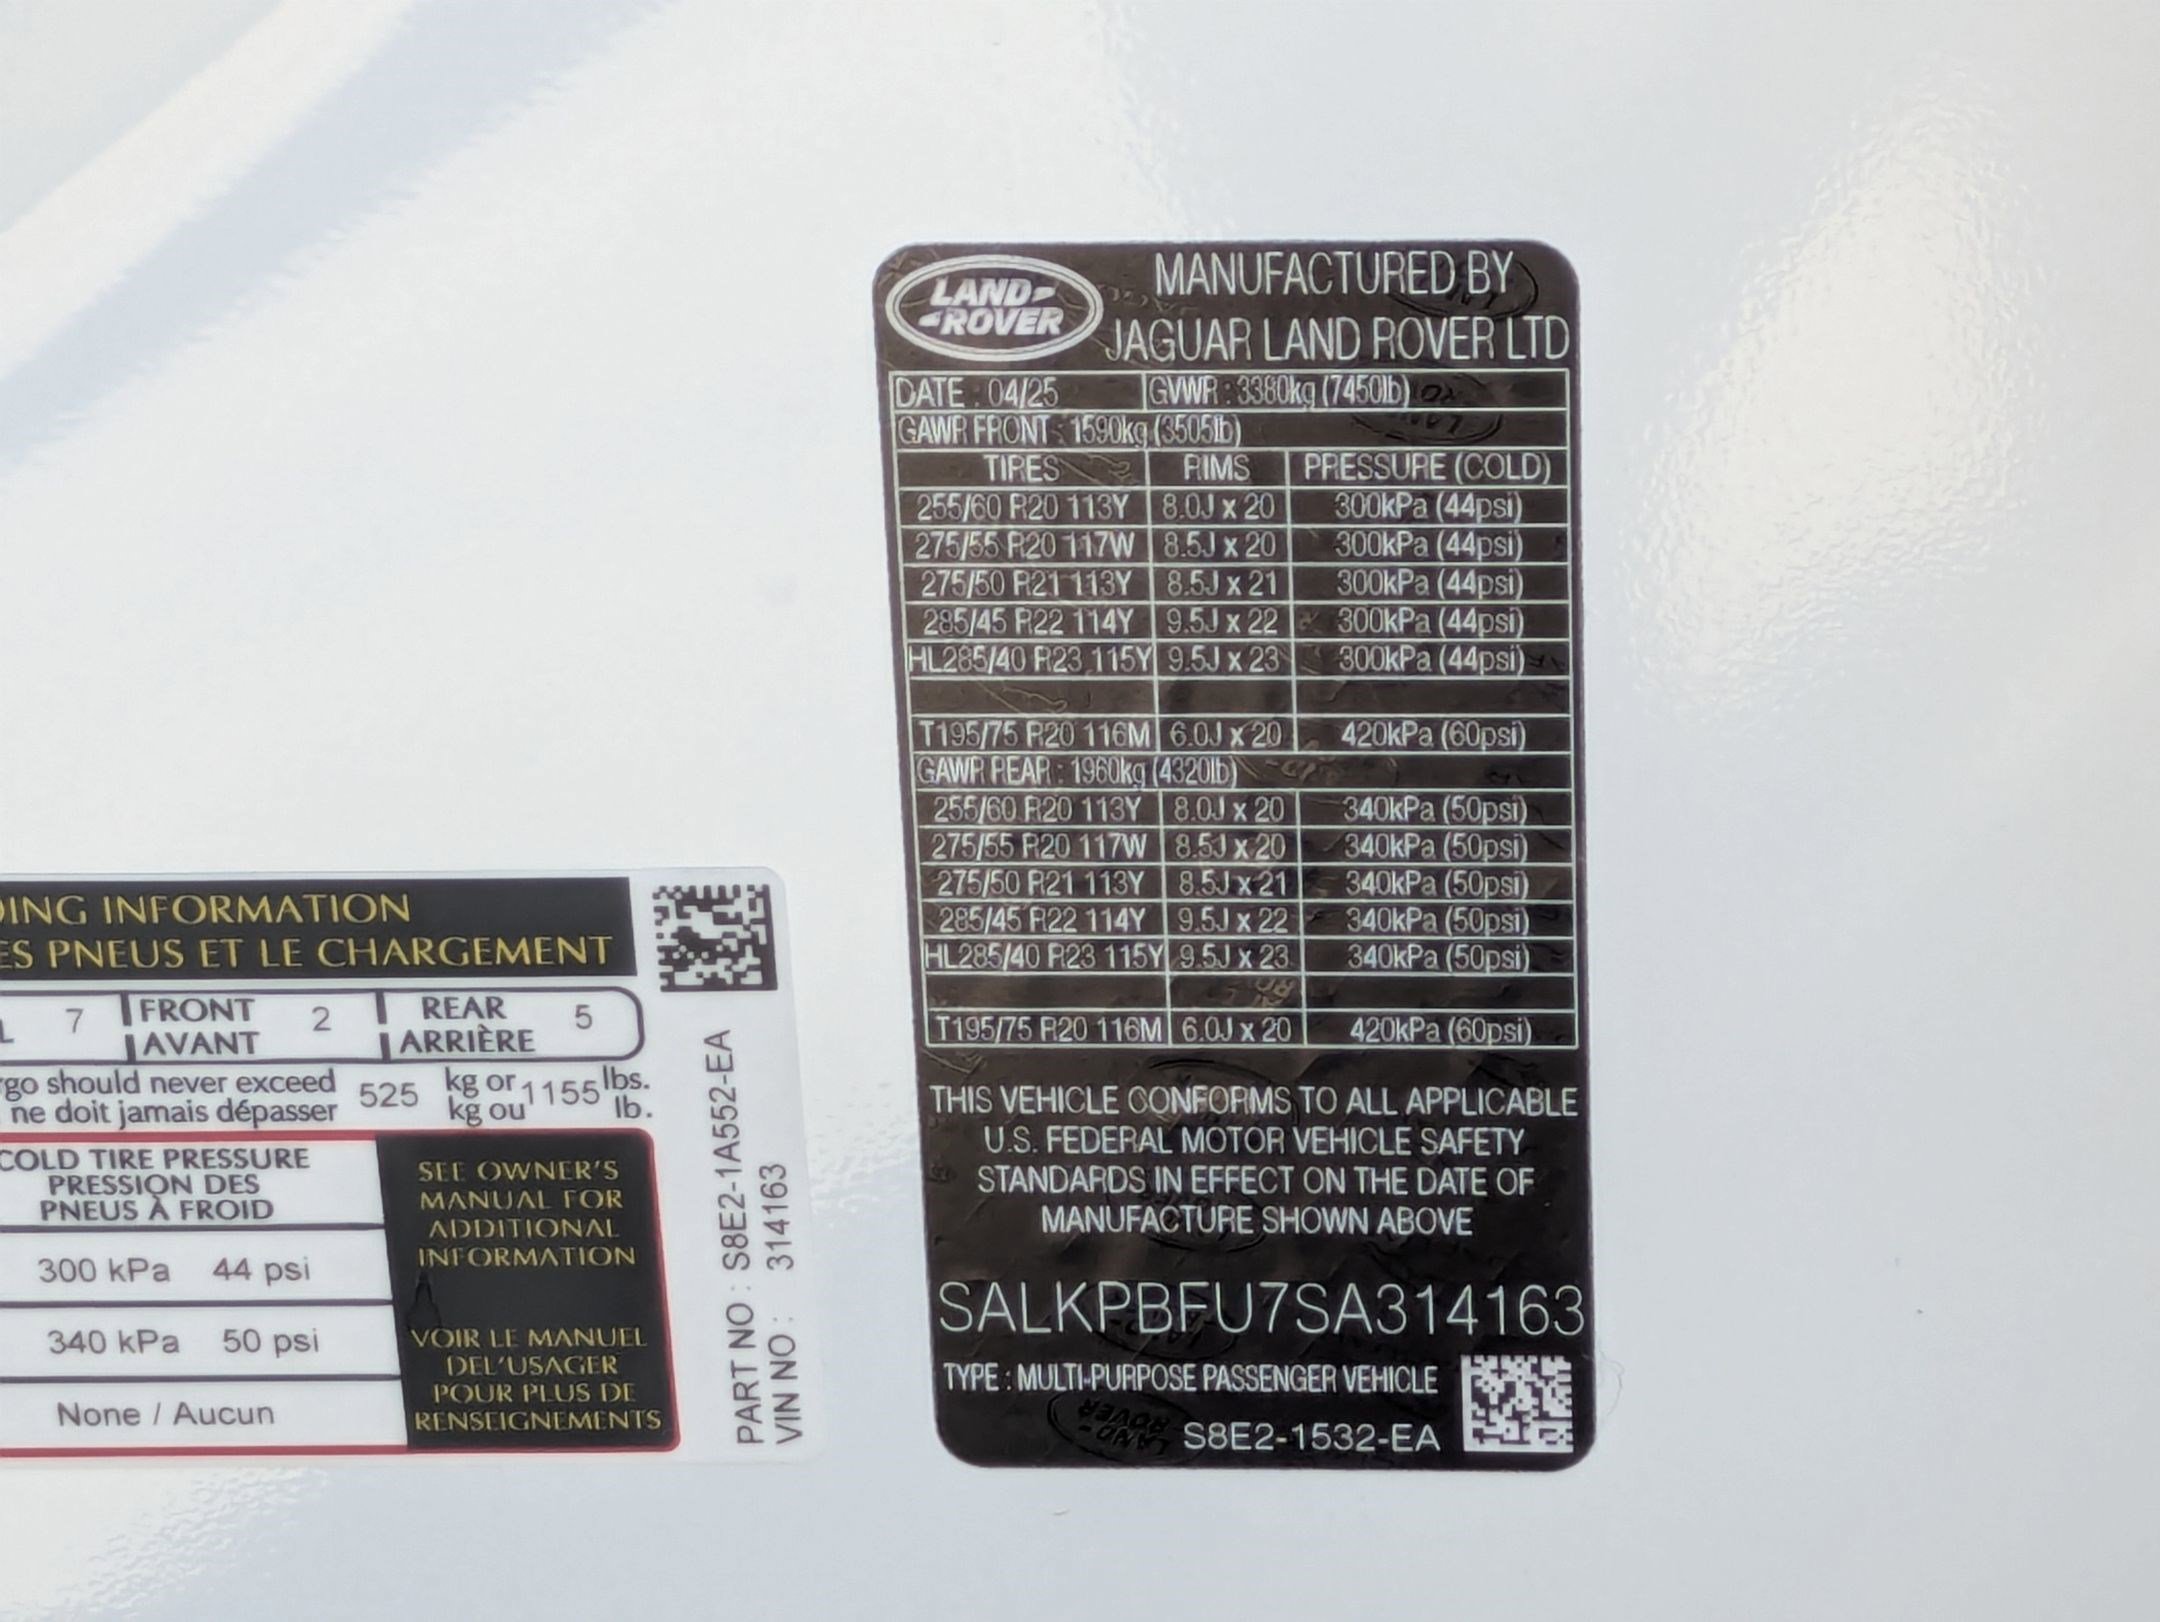 LAND-
-ROVER
MANUFACTURED BY
JAGUAR LAND ROVER LTD
DATE : 04/25 GVWR : 3380kg (7450lb)
GAWR FRONT : 1590kg (3505lb)
TIRES RIMS PRESSURE (COLD)
255/60 R20 113Y 8.0J x 20 300kPa (44psi)
275/55 R20 117W 8.5J x 20 300kPa (44psi)
275/50 R21 113Y 8.5J x 21 300kPa (44psi)
285/45 R22 114Y 9.5J x 22 300kPa (44psi)
HL285/40 R23 115Y 9.5J x 23 300kPa (44psi)
T195/75 R20 116M 6.0J x 20 420kPa (60psi)
GAWR REAR : 1960kg (4320lb)
255/60 R20 113Y 8.0J x 20 340kPa (50psi)
275/55 R20 117W 8.5J x 20 340kPa (50psi)
275/50 R21 113Y 8.5J x 21 340kPa (50psi)
285/45 R22 114Y 9.5J x 22 340kPa (50psi)
HL285/40 R23 115Y 9.5J x 23 340kPa (50psi)
T195/75 R20 116M 6.0J x 20 420kPa (60psi)
THIS VEHICLE CONFORMS TO ALL APPLICABLE
U.S. FEDERAL MOTOR VEHICLE SAFETY
STANDARDS IN EFFECT ON THE DATE OF
MANUFACTURE SHOWN ABOVE
SALKPBFU7SA314163
TYPE : MULTI-PURPOSE PASSENGER VEHICLE
S8E2-1532-EA
ING INFORMATION
ES PNEUS ET LE CHARGEMENT
L 7 FRONT 2 REAR 5
AVANT ARRIÈRE
rgo should never exceed 525 kg or 1155 lbs.
ne doit jamais dépasser kg ou lb.
COLD TIRE PRESSURE
PRESSION DES
PNEUS À FROID
300 kPa 44 psi
340 kPa 50 psi
None / Aucun
SEE OWNER'S
MANUAL FOR
ADDITIONAL
INFORMATION
VOIR LE MANUEL
DEL'USAGER
POUR PLUS DE
RENSEIGNEMENTS
PART NO : S8E2-1A552-EA
VIN NO : 314163